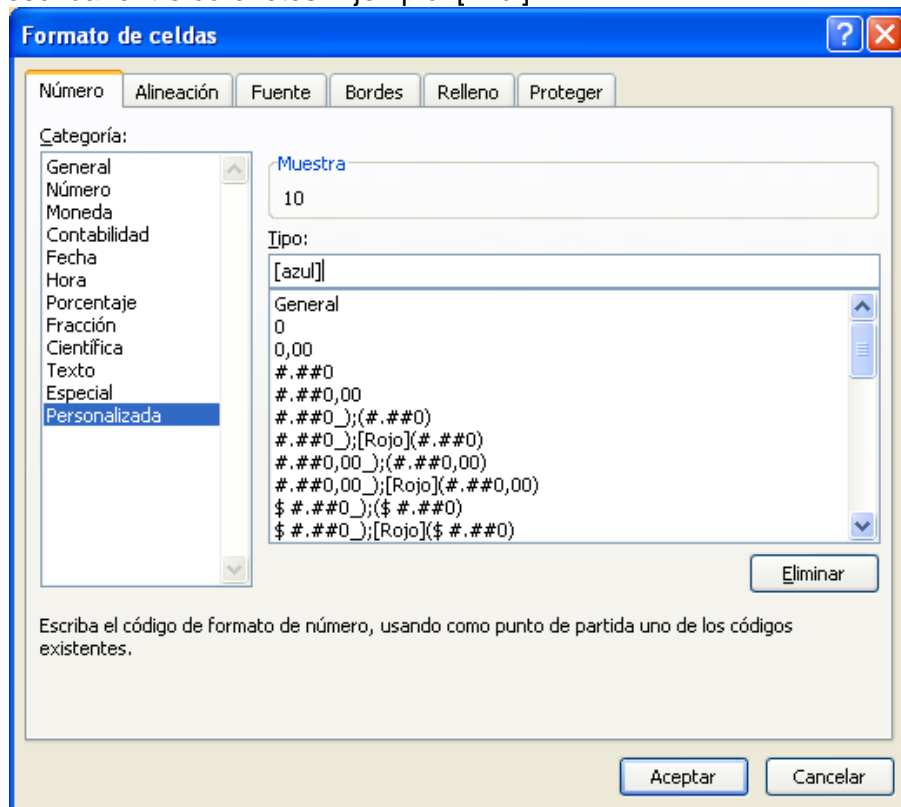 Formato de celdas
Número Alineación Fuente Bordes Relleno Proteger
Categoría:
General
Número
Moneda
Contabilidad
Fecha
Hora
Porcentaje
Fracción
Científica
Texto
Especial
Personalizada
Muestra
10
Tipo:
[azul]
General
0
0,00
#.##0
#.##0,00
#.##0_);(#.##0)
#.##0_);[Rojo](#.##0)
#.##0,00_);(#.##0,00)
#.##0,00_);[Rojo](#.##0,00)
$ #.##0_);($ #.##0)
$ #.##0_);[Rojo]($ #.##0)
Eliminar
Escriba el código de formato de número, usando como punto de partida uno de los códigos
existentes.
Aceptar Cancelar